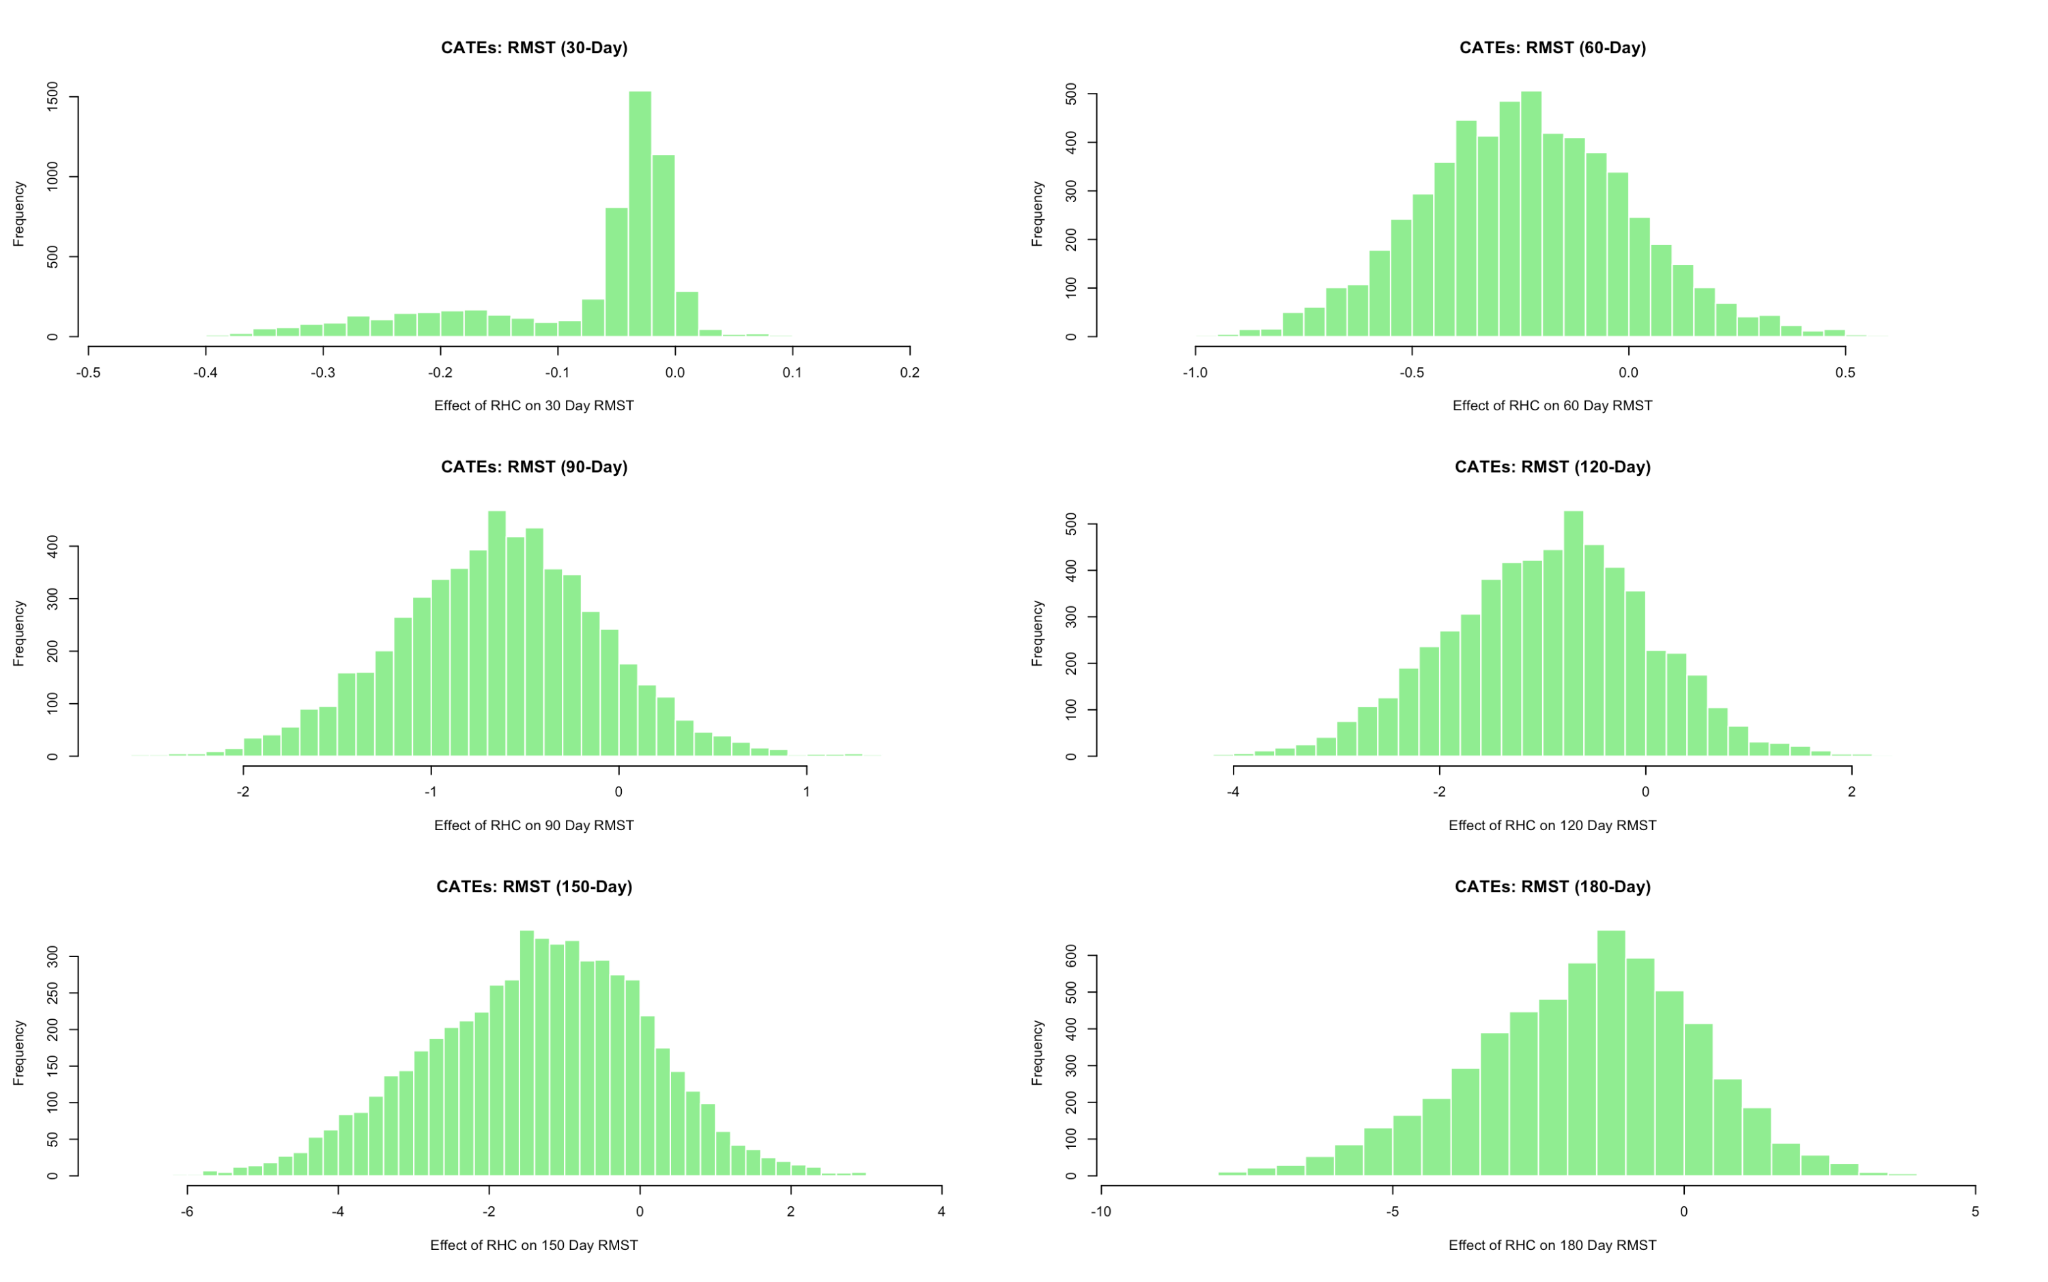 CATEs: RMST (30-Day)
Frequency
0
500
1000
1500
-0.5 -0.4 -0.3 -0.2 -0.1 0.0 0.1 0.2
Effect of RHC on 30 Day RMST
CATEs: RMST (60-Day)
Frequency
0
100
200
300
400
500
-1.0 -0.5 0.0 0.5
Effect of RHC on 60 Day RMST
CATEs: RMST (90-Day)
Frequency
0
100
200
300
400
-2 -1 0 1
Effect of RHC on 90 Day RMST
CATEs: RMST (120-Day)
Frequency
0
100
200
300
400
500
-4 -2 0 2
Effect of RHC on 120 Day RMST
CATEs: RMST (150-Day)
Frequency
0
50
100
150
200
250
300
-6 -4 -2 0 2 4
Effect of RHC on 150 Day RMST
CATEs: RMST (180-Day)
Frequency
0
100
200
300
400
500
600
-10 -5 0 5
Effect of RHC on 180 Day RMST